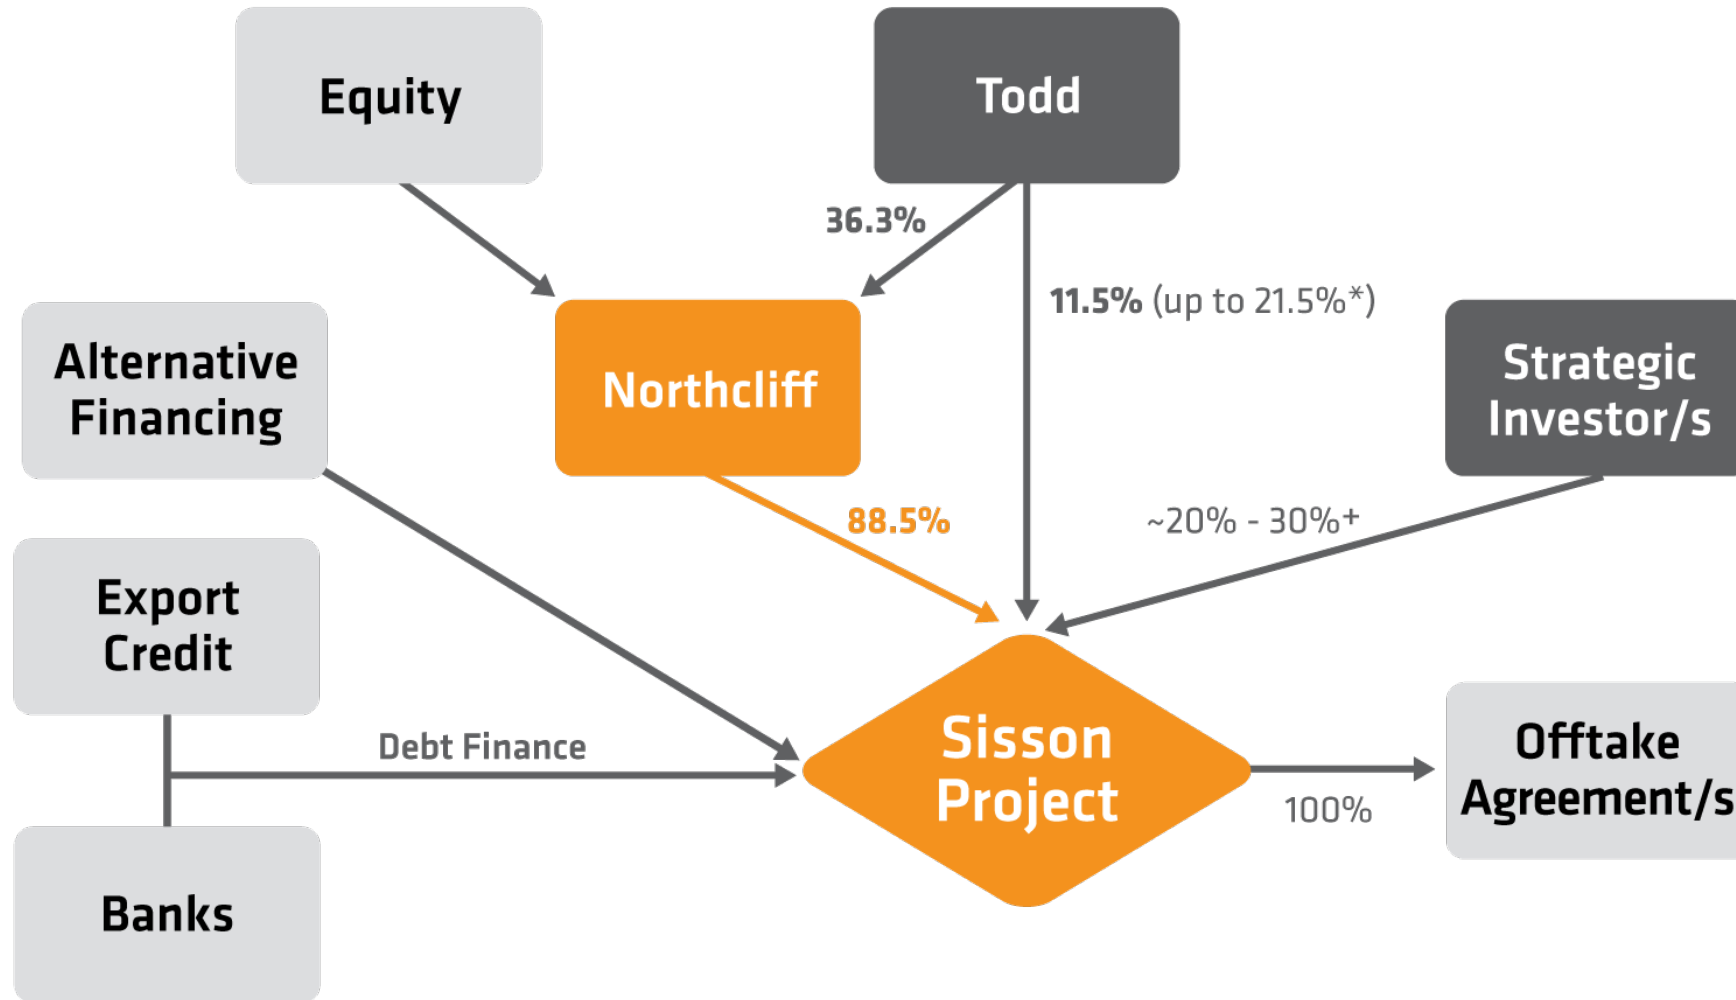 Equity
Todd
36.3%
11.5% (up to 21.5%*)
Alternative
Financing
Northcliff
Strategic
Investor/s
88.5%
~20% - 30%+
Export
Credit
Debt Finance
Sisson
Project
100%
Offtake
Agreement/s
Banks